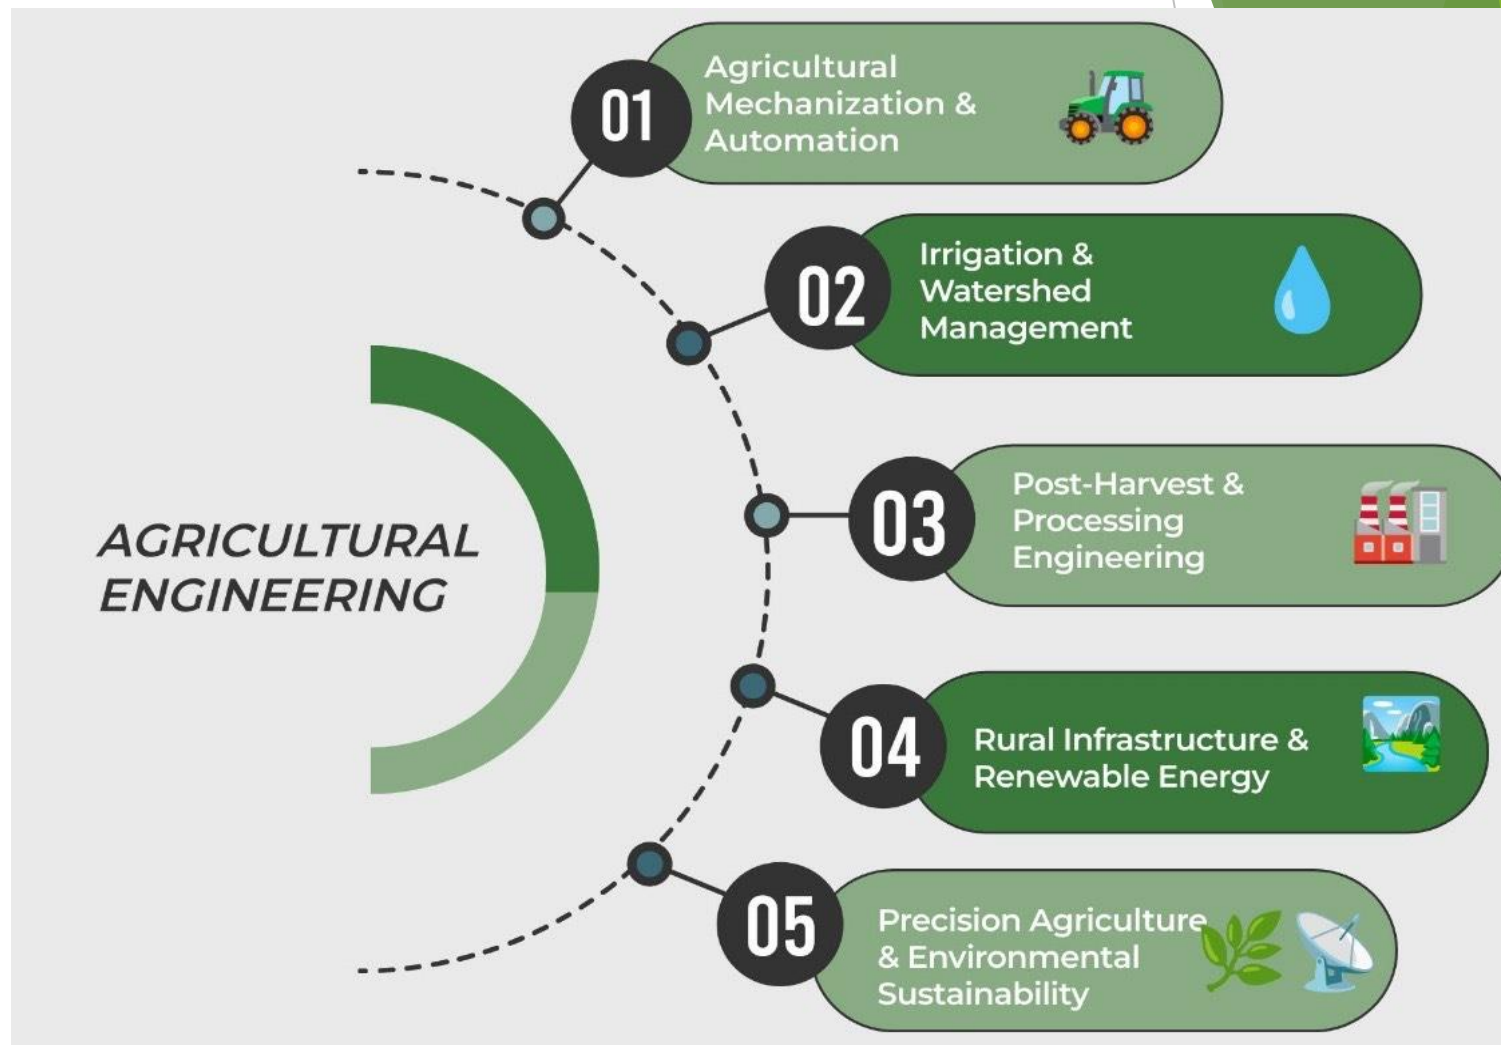 AGRICULTURAL
ENGINEERING
01
Agricultural
Mechanization &
Automation
02
Irrigation &
Watershed
Management
03
Post-Harvest &
Processing
Engineering
04
Rural Infrastructure &
Renewable Energy
05
Precision Agriculture
& Environmental
Sustainability